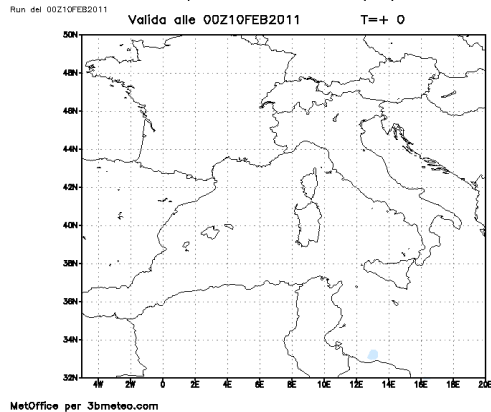 Run del 00Z10FEB2011
Valida alle 00Z10FEB2011 T=+ 0
50N
48N
46N
44N
42N
40N
38N
36N
34N
32N
4W 2W 0 2E 4E 6E 8E 10E 12E 14E 16E 18E 20E
MetOffice per 3bmeteo.com